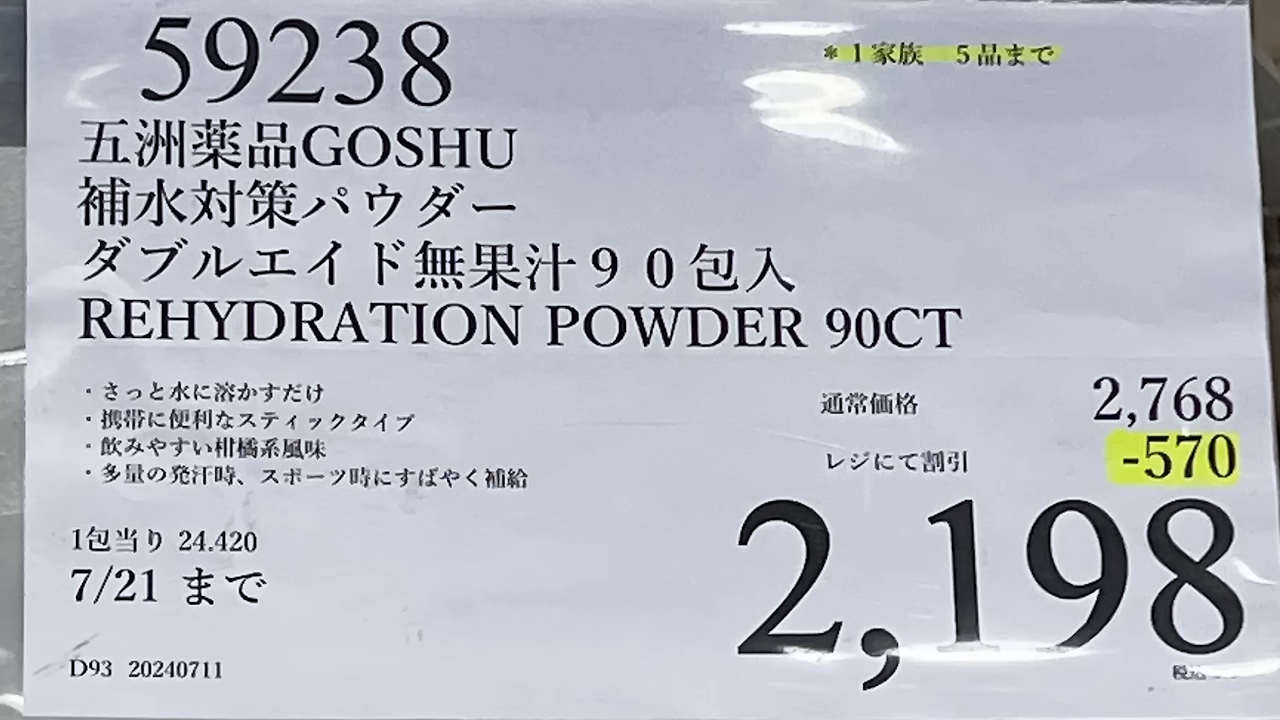 59238
＊1家族　5品まで
五洲薬品GOSHU
補水対策パウダー
ダブルエイド無果汁９０包入
REHYDRATION POWDER 90CT
・さっと水に溶かすだけ
・携帯に便利なスティックタイプ
・飲みやすい柑橘系風味
・多量の発汗時、スポーツ時にすばやく補給
通常価格 2,768
レジにて割引 -570
2,198
1包当り 24.420
7/21 まで
D93 20240711